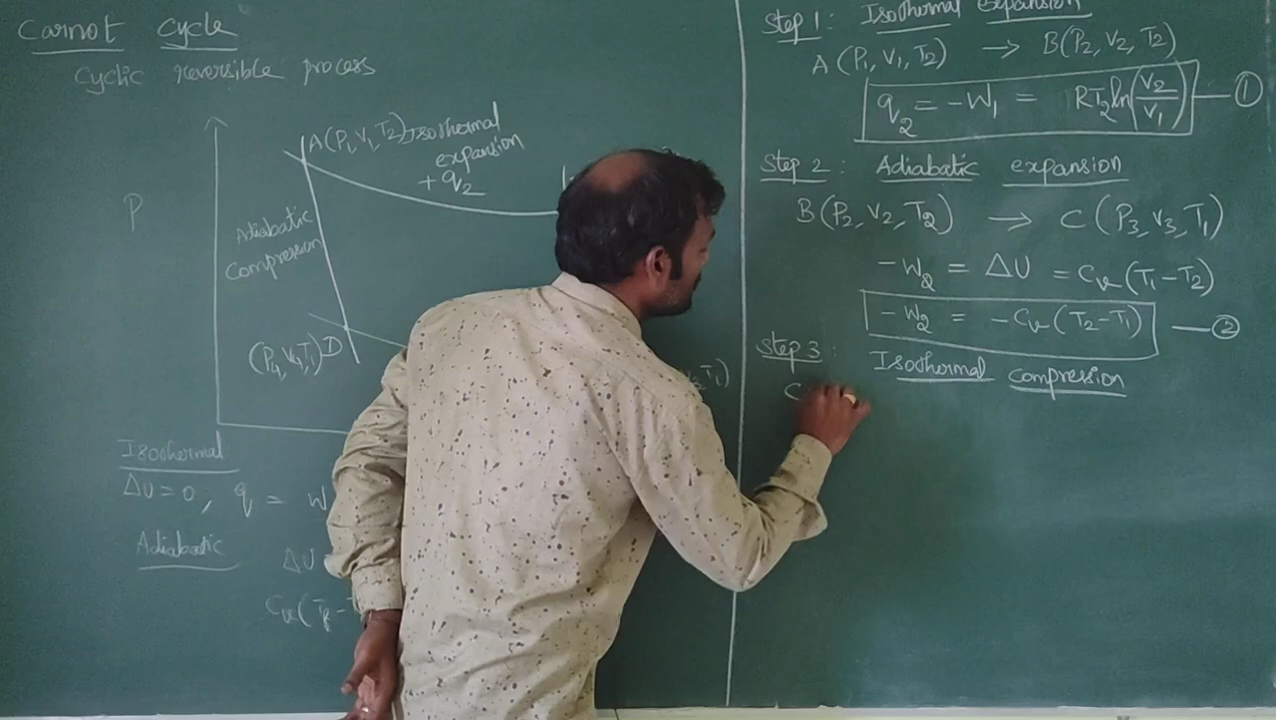 Carnot cycle
Cyclic reversible process
P
A(P1, V1, T2) Isothermal
expansion
+q2
Adiabatic
Compression
(P4, V4, T1) D
V3, T1)
Isothermal
ΔU = 0, q = W
Adiabatic
ΔU
Cv(T
Step 1: Isothermal expansion
A (P1, V1, T2) → B(P2, V2, T2)
q2 = -W1 = RT2 ln(V2/V1) — ①
Step 2: Adiabatic expansion
B(P2, V2, T2) → C (P3, V3, T1)
-W2 = ΔU = Cv (T1 - T2)
-W2 = -Cv (T2 - T1) — ②
Step 3: Isothermal compression
C